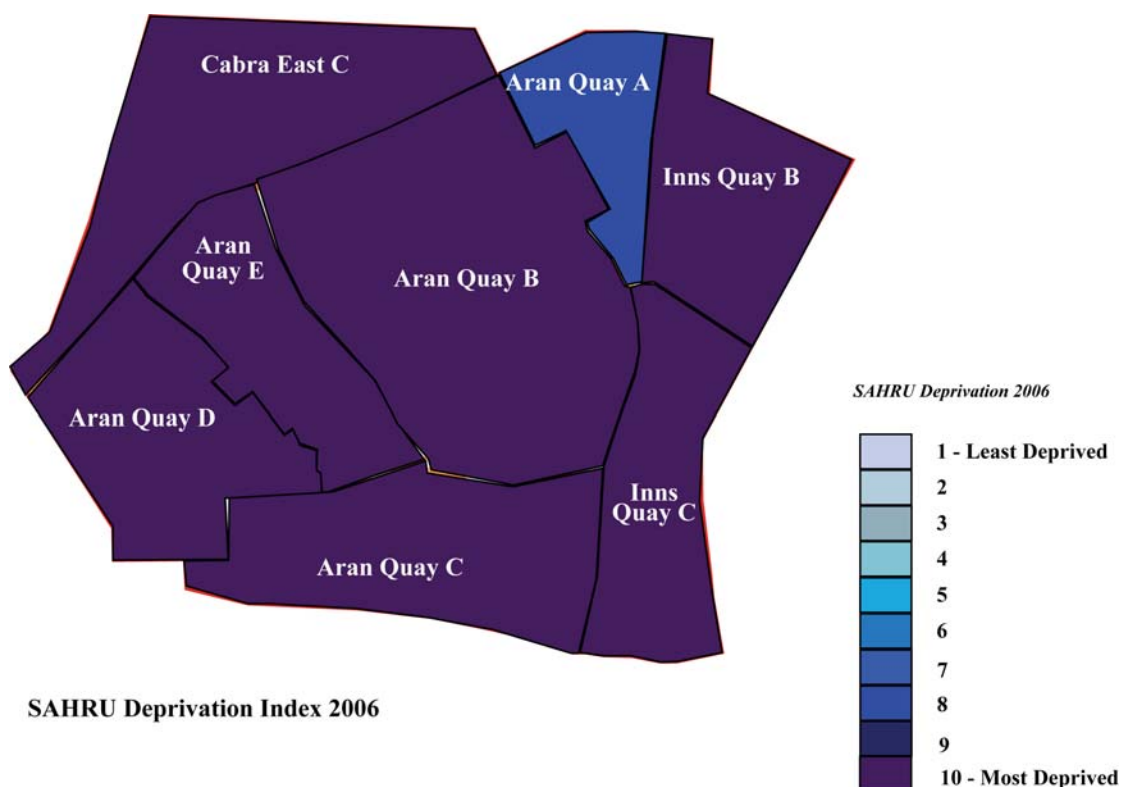 Cabra East C
Aran Quay A
Inns Quay B
Aran
Quay E
Aran Quay B
Aran Quay D
Inns
Quay C
Aran Quay C
SAHRU Deprivation Index 2006
SAHRU Deprivation 2006
1 - Least Deprived
2
3
4
5
6
7
8
9
10 - Most Deprived